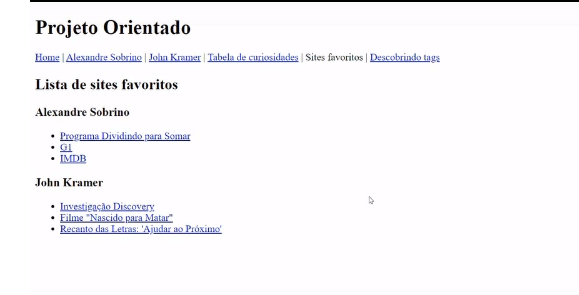 Projeto Orientado
Home | Alexandre Sobrino | John Kramer | Tabela de curiosidades | Sites favoritos | Descobrindo tags
Lista de sites favoritos
Alexandre Sobrino
Programa Dividindo para Somar
G1
IMDB
John Kramer
Investigação Discovery
Filme "Nascido para Matar"
Recanto das Letras: 'Ajudar ao Próximo'